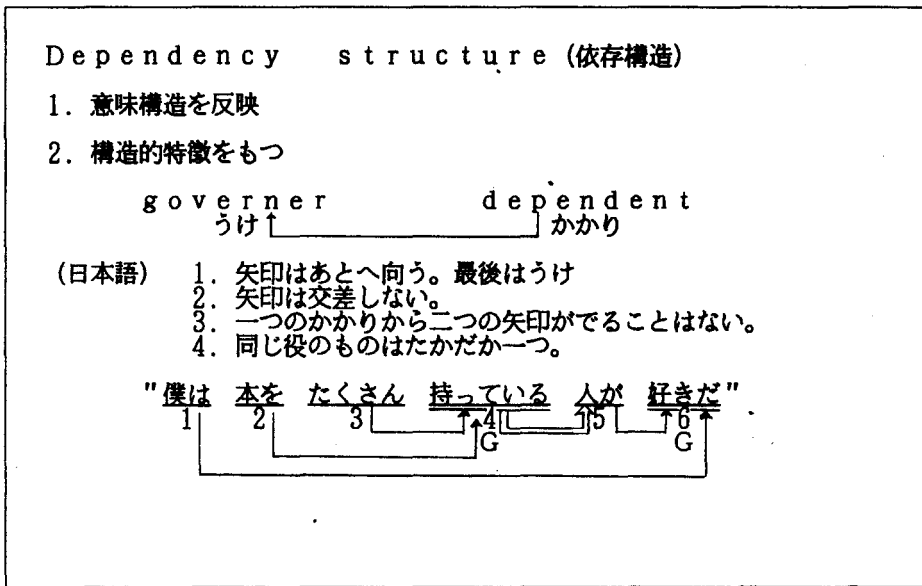 Dependency structure (依存構造)
1. 意味構造を反映
2. 構造的特徴をもつ
governer dependent
うけ かかり
(日本語) 1. 矢印はあとへ向う。最後はうけ
2. 矢印は交差しない。
3. 一つのかかりから二つの矢印がでることはない。
4. 同じ役のものはたかだか一つ。
"僕は 本を たくさん 持っている 人が 好きだ"
1 2 3 4 5 6
G G